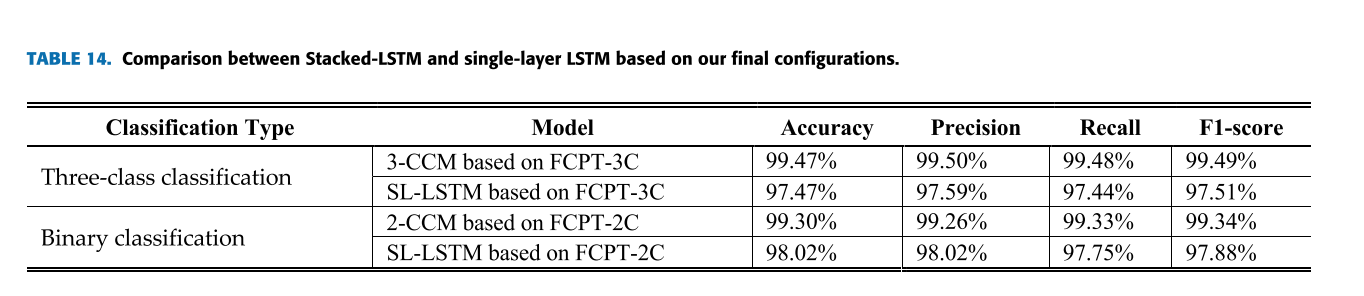 TABLE 14. Comparison between Stacked-LSTM and single-layer LSTM based on our final configurations.
Classification Type Model Accuracy Precision Recall F1-score
Three-class classification 3-CCM based on FCPT-3C 99.47% 99.50% 99.48% 99.49%
SL-LSTM based on FCPT-3C 97.47% 97.59% 97.44% 97.51%
Binary classification 2-CCM based on FCPT-2C 99.30% 99.26% 99.33% 99.34%
SL-LSTM based on FCPT-2C 98.02% 98.02% 97.75% 97.88%